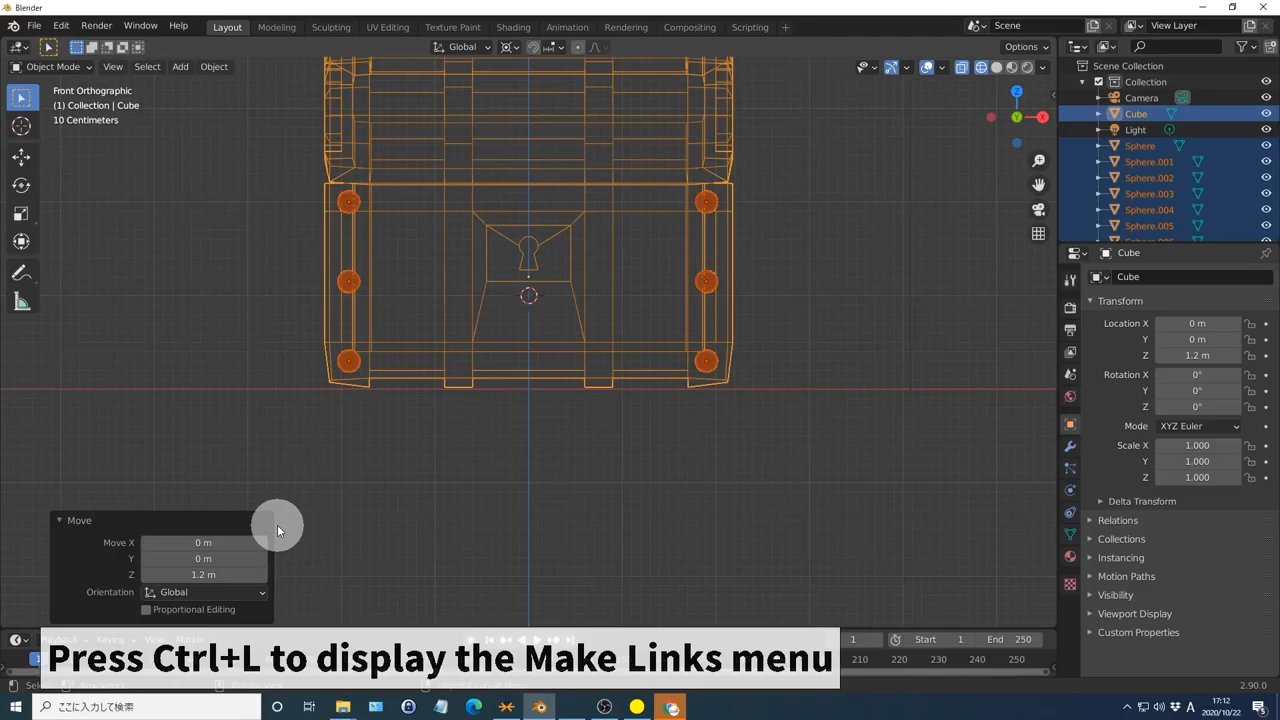 Blender
File Edit Render Window Help
Layout Modeling Sculpting UV Editing Texture Paint Shading Animation Rendering Compositing Scripting +
Scene
View Layer
Global
Options
Object Mode View Select Add Object
Front Orthographic
(1) Collection | Cube
10 Centimeters
Z
Y
X
Scene Collection
Collection
Camera
Cube
Light
Sphere
Sphere.001
Sphere.002
Sphere.003
Sphere.004
Sphere.005
Cube
Cube
Transform
Location X 0 m
Y 0 m
Z 1.2 m
Rotation X 0°
Y 0°
Z 0°
Mode XYZ Euler
Scale X 1.000
Y 1.000
Z 1.000
Delta Transform
Relations
Collections
Instancing
Motion Paths
Visibility
Viewport Display
Custom Properties
Move
Move X 0 m
Y 0 m
Z 1.2 m
Orientation Global
Proportional Editing
Playback Keying View Marker
1 Start 1 End 250
210 220 230 240 250
Press Ctrl+L to display the Make Links menu
Select
2.90.0
ここに入力して検索
A
17:12
2020/10/22